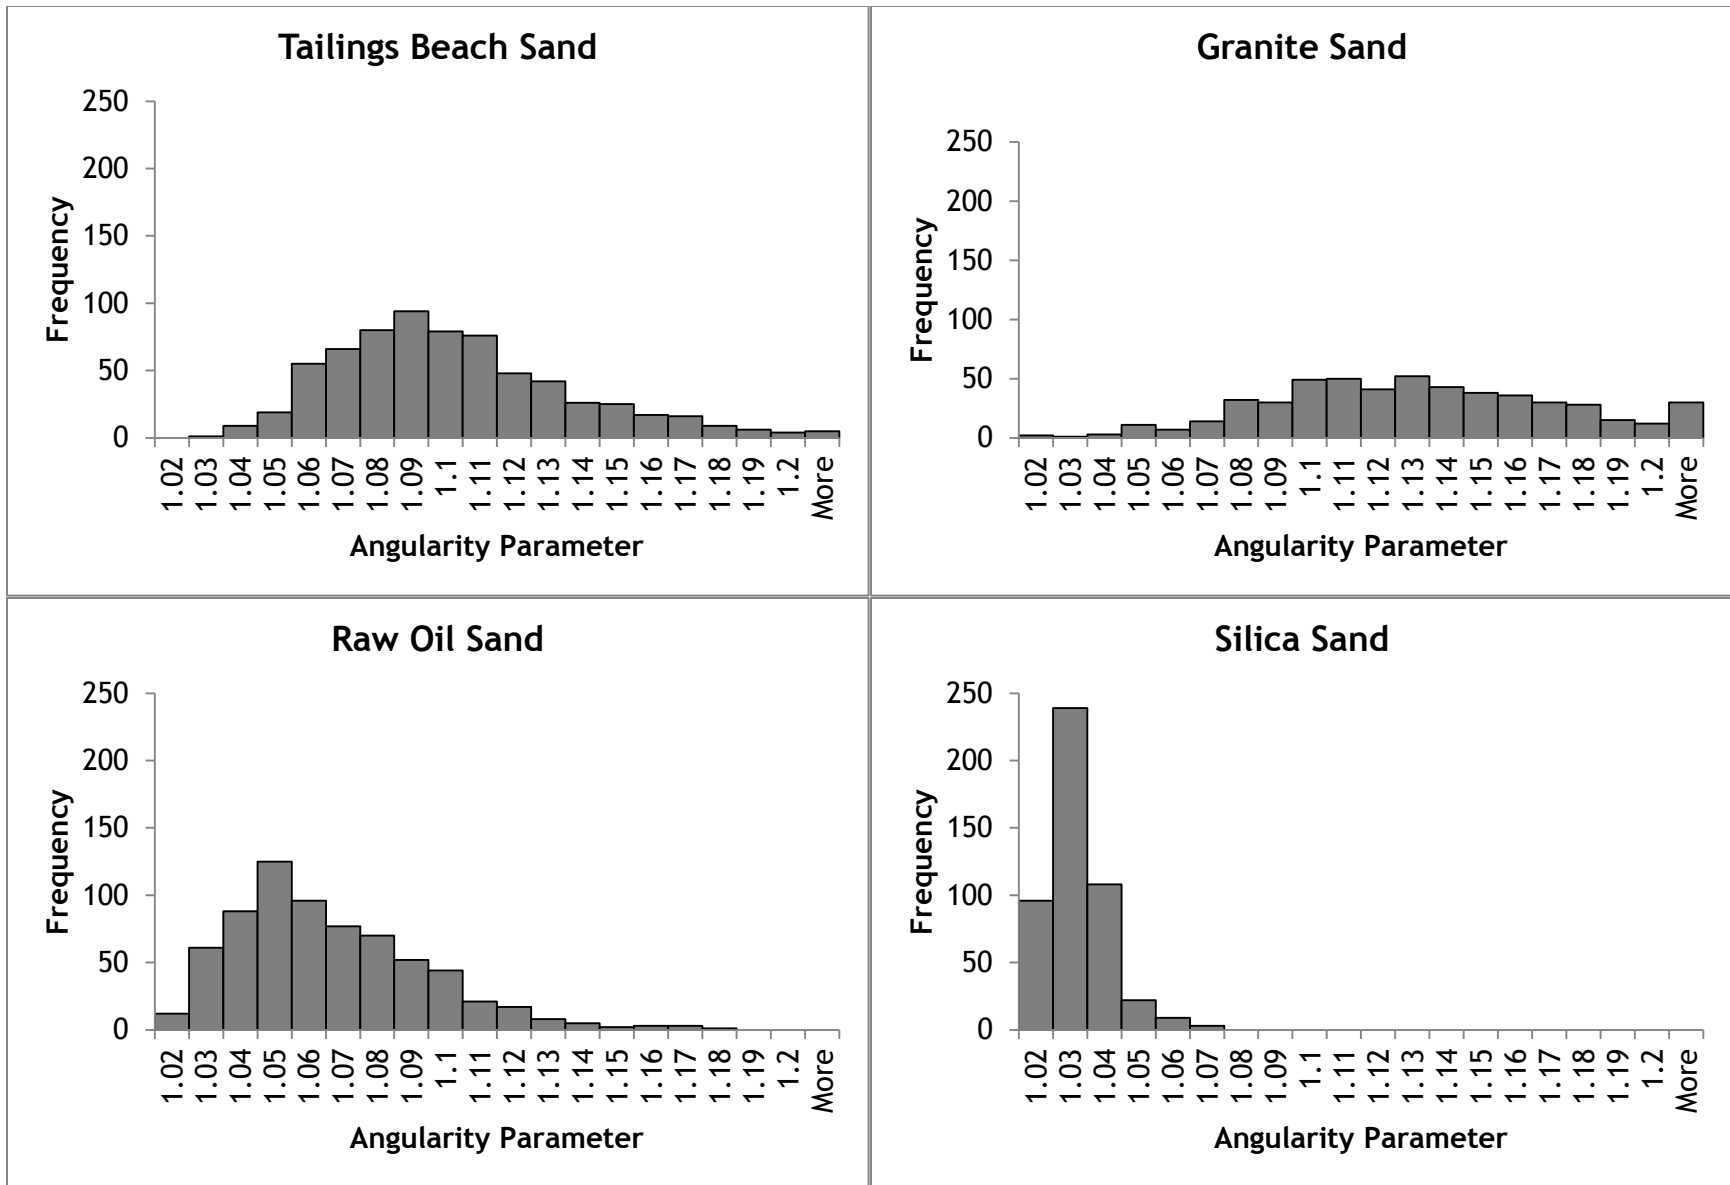 Tailings Beach Sand
250
200
150
100
50
0
Frequency
1.02 1.03 1.04 1.05 1.06 1.07 1.08 1.09 1.1 1.11 1.12 1.13 1.14 1.15 1.16 1.17 1.18 1.19 1.2 More
Angularity Parameter
Granite Sand
250
200
150
100
50
0
Frequency
1.02 1.03 1.04 1.05 1.06 1.07 1.08 1.09 1.1 1.11 1.12 1.13 1.14 1.15 1.16 1.17 1.18 1.19 1.2 More
Angularity Parameter
Raw Oil Sand
250
200
150
100
50
0
Frequency
1.02 1.03 1.04 1.05 1.06 1.07 1.08 1.09 1.1 1.11 1.12 1.13 1.14 1.15 1.16 1.17 1.18 1.19 1.2 More
Angularity Parameter
Silica Sand
250
200
150
100
50
0
Frequency
1.02 1.03 1.04 1.05 1.06 1.07 1.08 1.09 1.1 1.11 1.12 1.13 1.14 1.15 1.16 1.17 1.18 1.19 1.2 More
Angularity Parameter